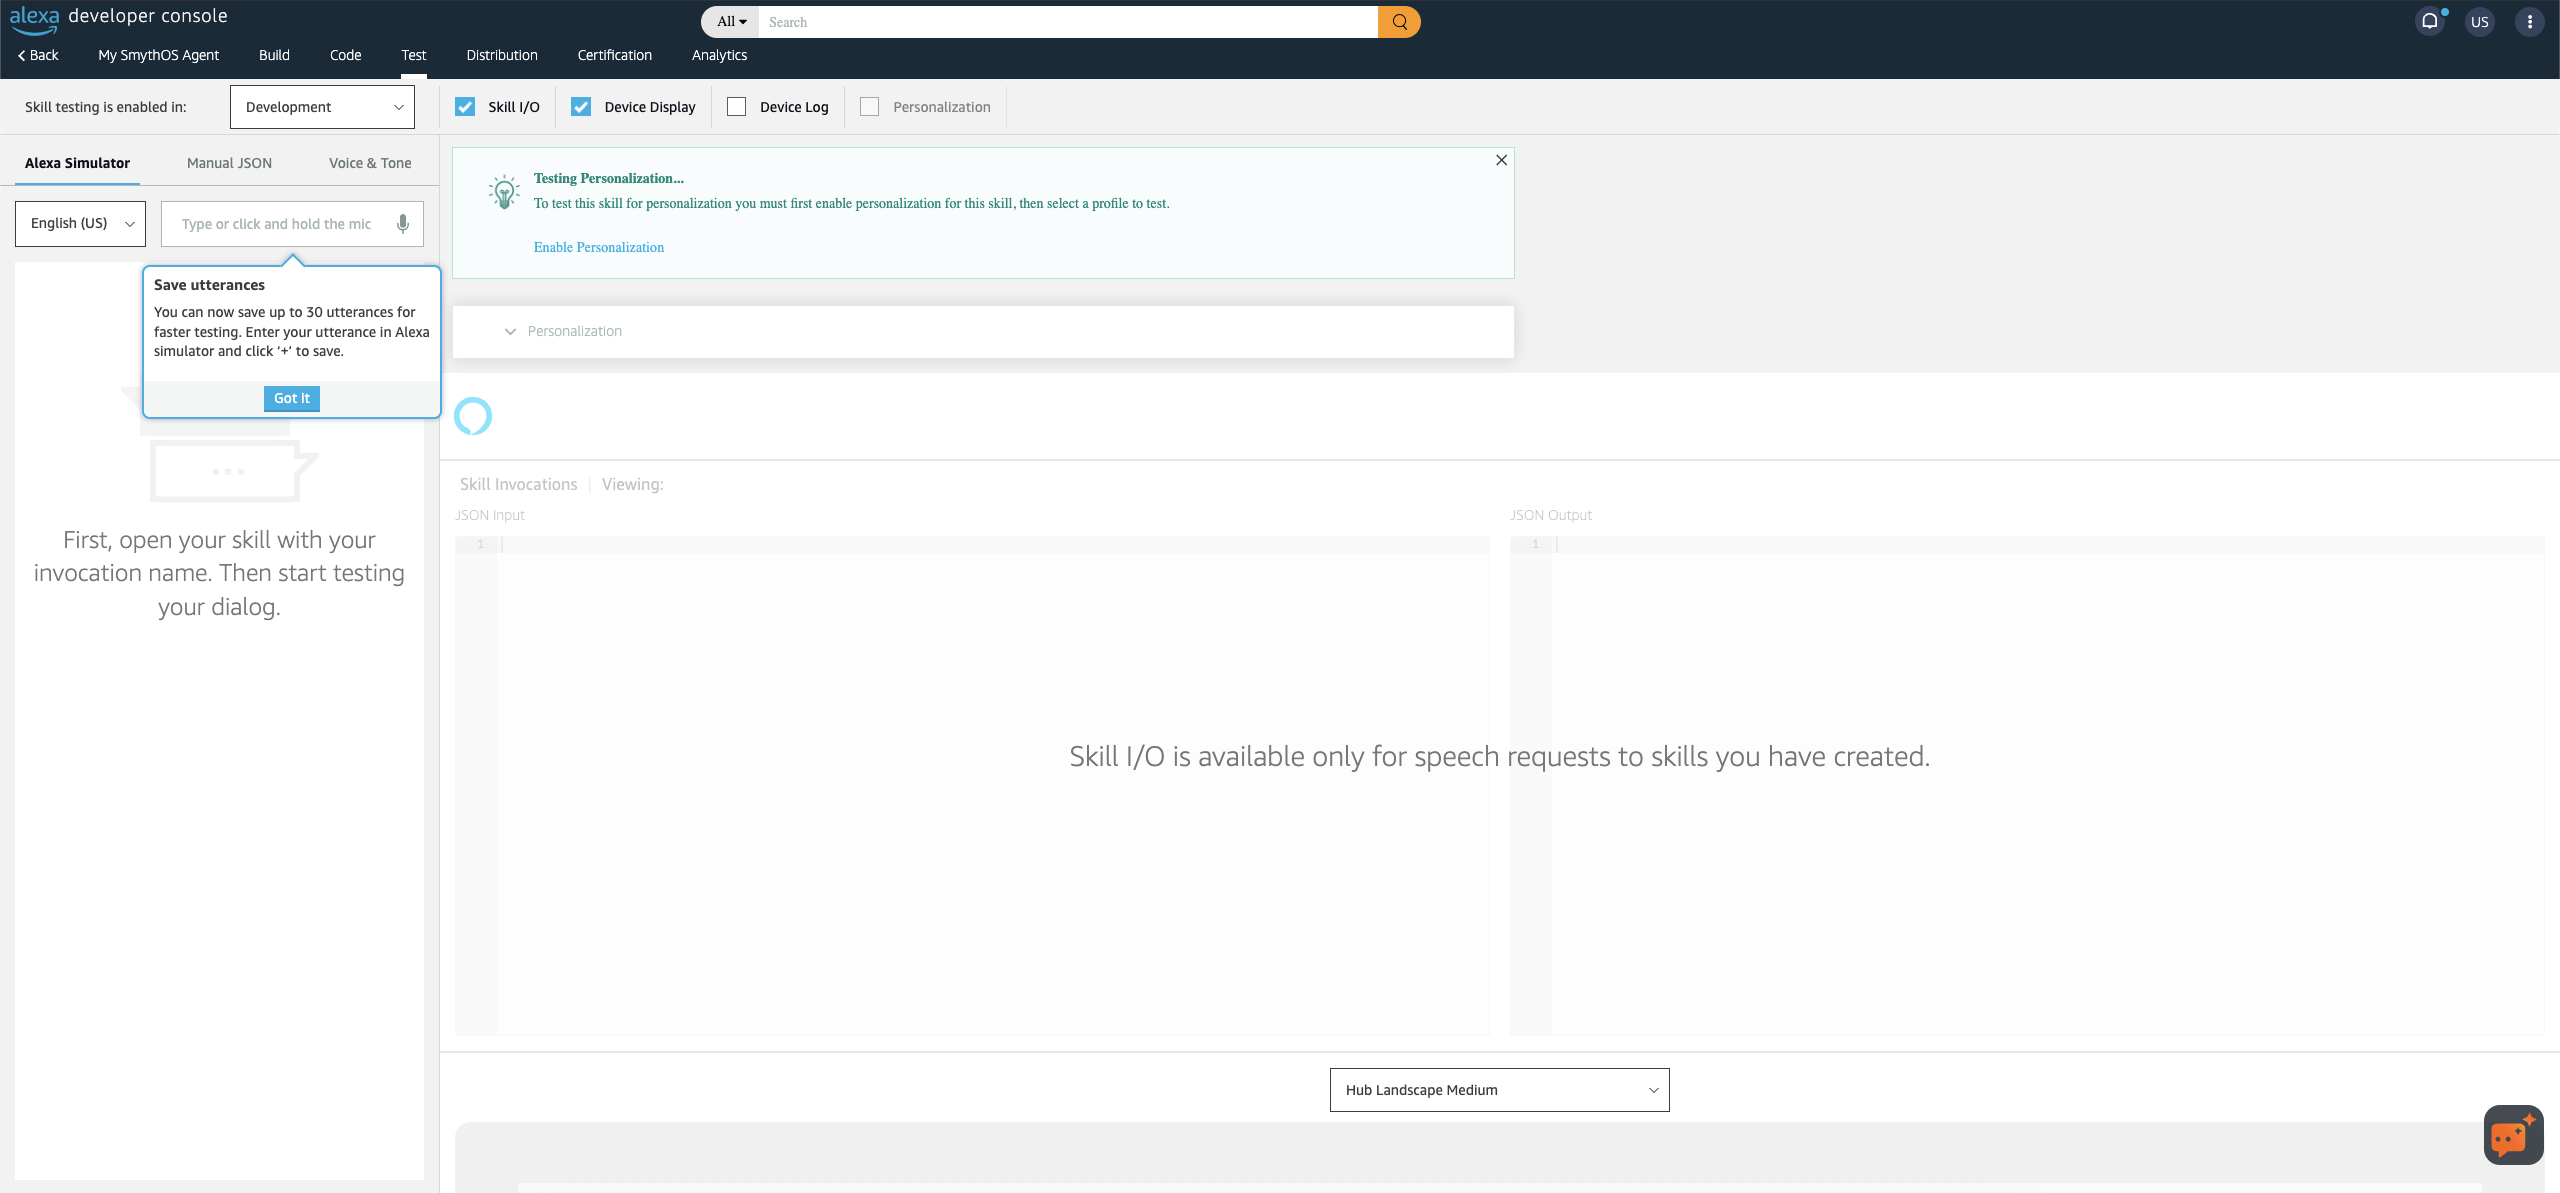 alexa developer console
All
Search
US
Back
My SmythOS Agent
Build
Code
Test
Distribution
Certification
Analytics
Skill testing is enabled in:
Development
Skill I/O
Device Display
Device Log
Personalization
Alexa Simulator
Manual JSON
Voice & Tone
English (US)
Type or click and hold the mic
Save utterances
You can now save up to 30 utterances for
faster testing. Enter your utterance in Alexa
simulator and click ‘+’ to save.
Got it
First, open your skill with your
invocation name. Then start testing
your dialog.
Testing Personalization...
To test this skill for personalization you must first enable personalization for this skill, then select a profile to test.
Enable Personalization
Personalization
Skill Invocations | Viewing:
JSON Input
1
JSON Output
1
Skill I/O is available only for speech requests to skills you have created.
Hub Landscape Medium